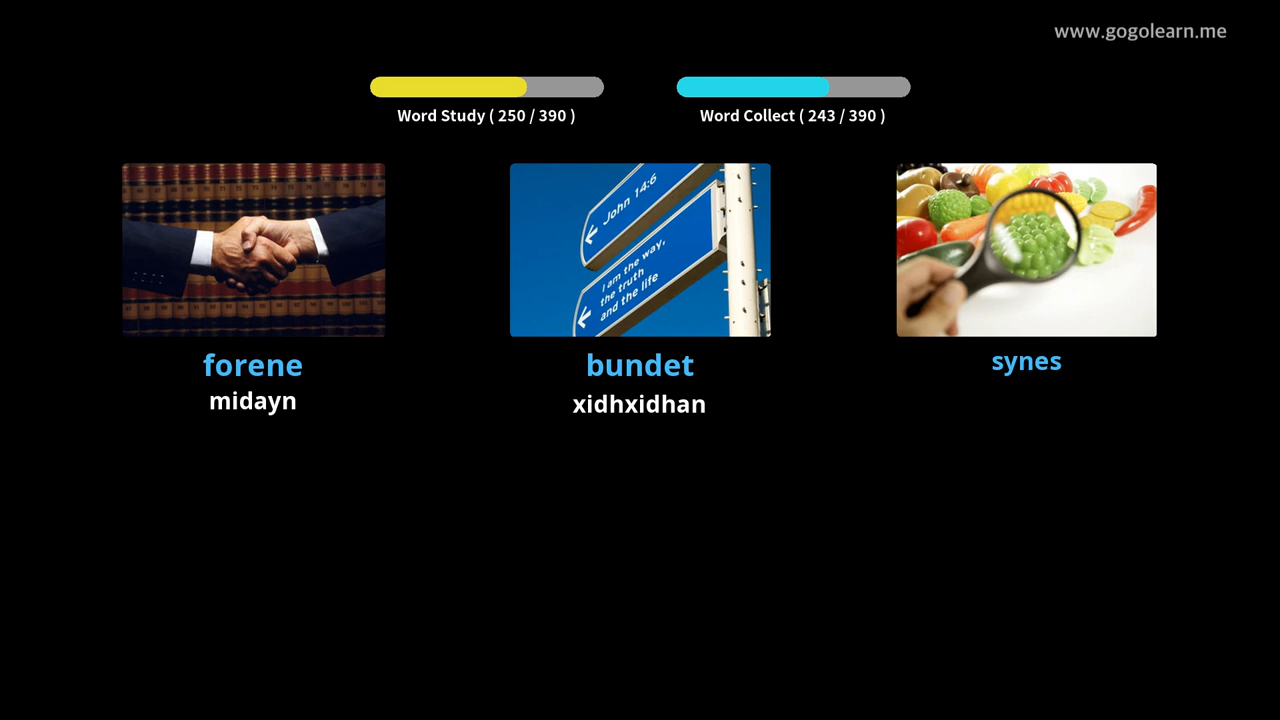 www.gogolearn.me
Word Study ( 250 / 390 )
Word Collect ( 243 / 390 )
John 14:6
I am the way,
the truth
and the life
forene
midayn
bundet
xidhxidhan
synes